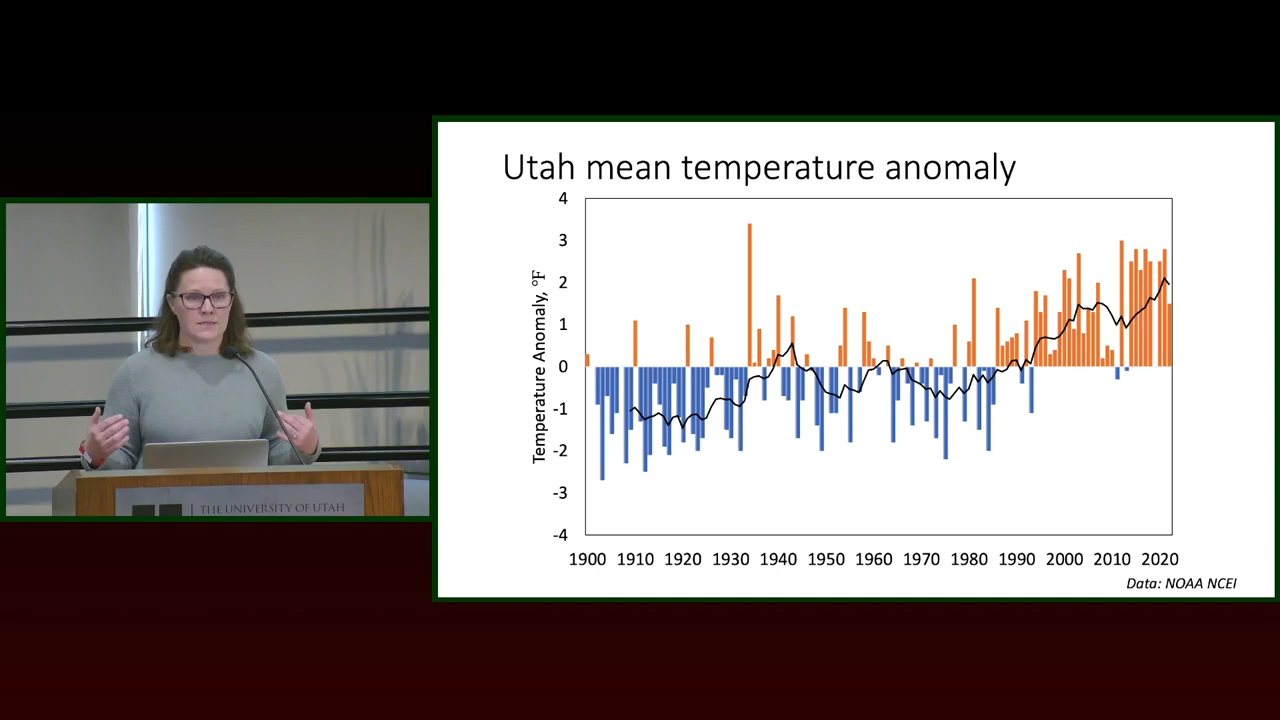 Utah mean temperature anomaly
4
3
2
1
0
-1
-2
-3
-4
Temperature Anomaly, °F
1900 1910 1920 1930 1940 1950 1960 1970 1980 1990 2000 2010 2020
Data: NOAA NCEI
THE UNIVERSITY OF UTAH